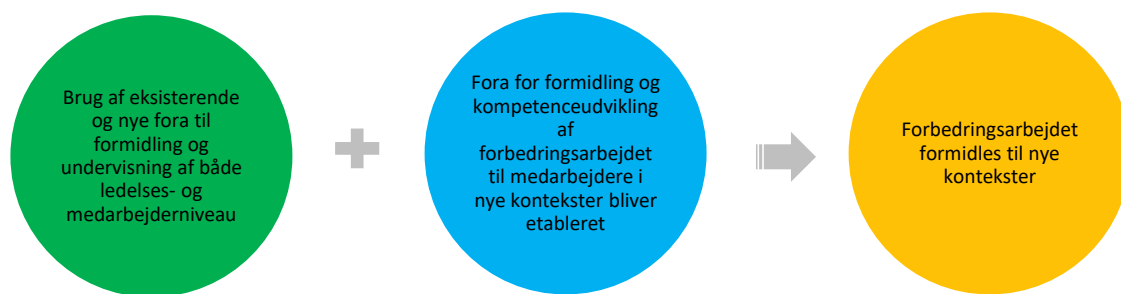 Brug af eksisterende
og nye fora til
formidling og
undervisning af både
ledelses- og
medarbejderniveau
Fora for formidling og
kompetenceudvikling
af
forbedringsarbejdet
til medarbejdere i
nye kontekster bliver
etableret
Forbedringsarbejdet
formidles til nye
kontekster